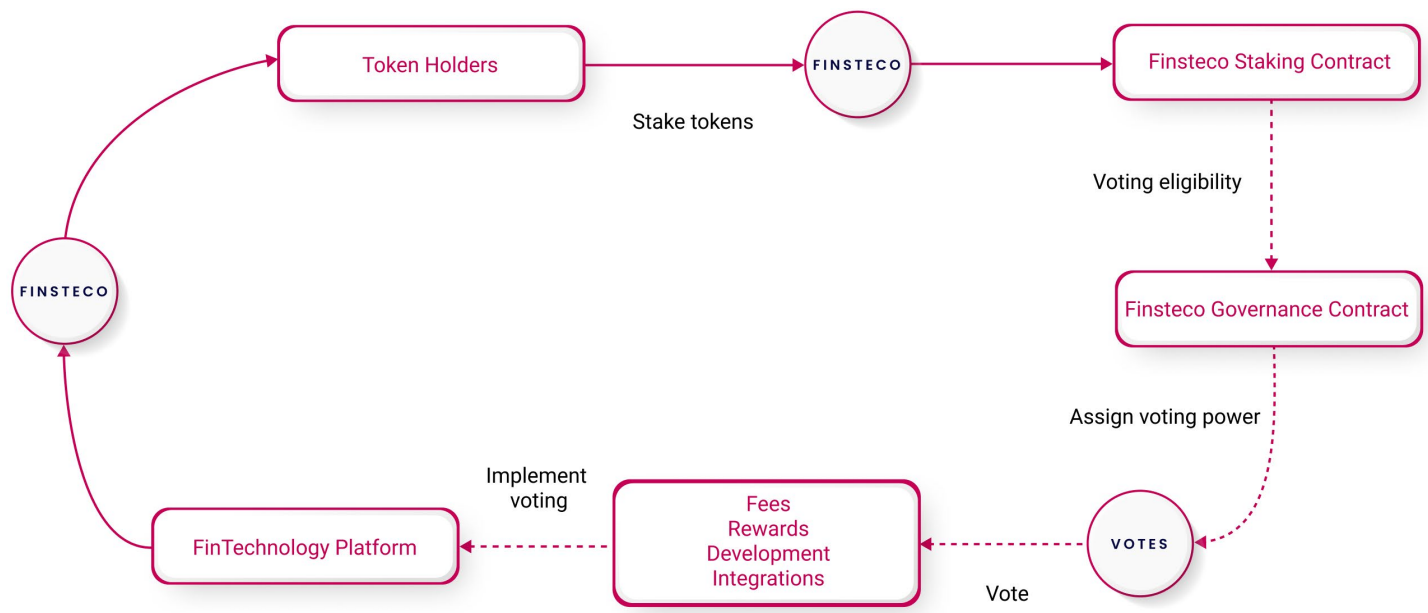 Token Holders
FINSTECO
Finsteco Staking Contract
Stake tokens
Voting eligibility
FINSTECO
Finsteco Governance Contract
Assign voting power
Implement
voting
Fees
Rewards
Development
Integrations
FinTechnology Platform
VOTES
Vote